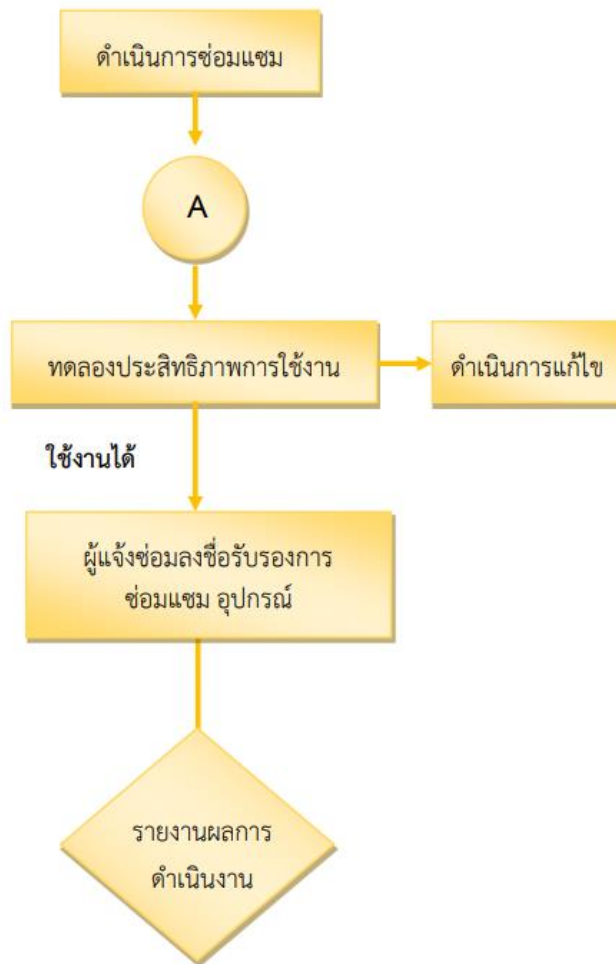 ดำเนินการซ่อมแซม
A
ทดลองประสิทธิภาพการใช้งาน
ดำเนินการแก้ไข
ใช้งานได้
ผู้แจ้งซ่อมลงชื่อรับรองการ
ซ่อมแซม อุปกรณ์
รายงานผลการ
ดำเนินงาน